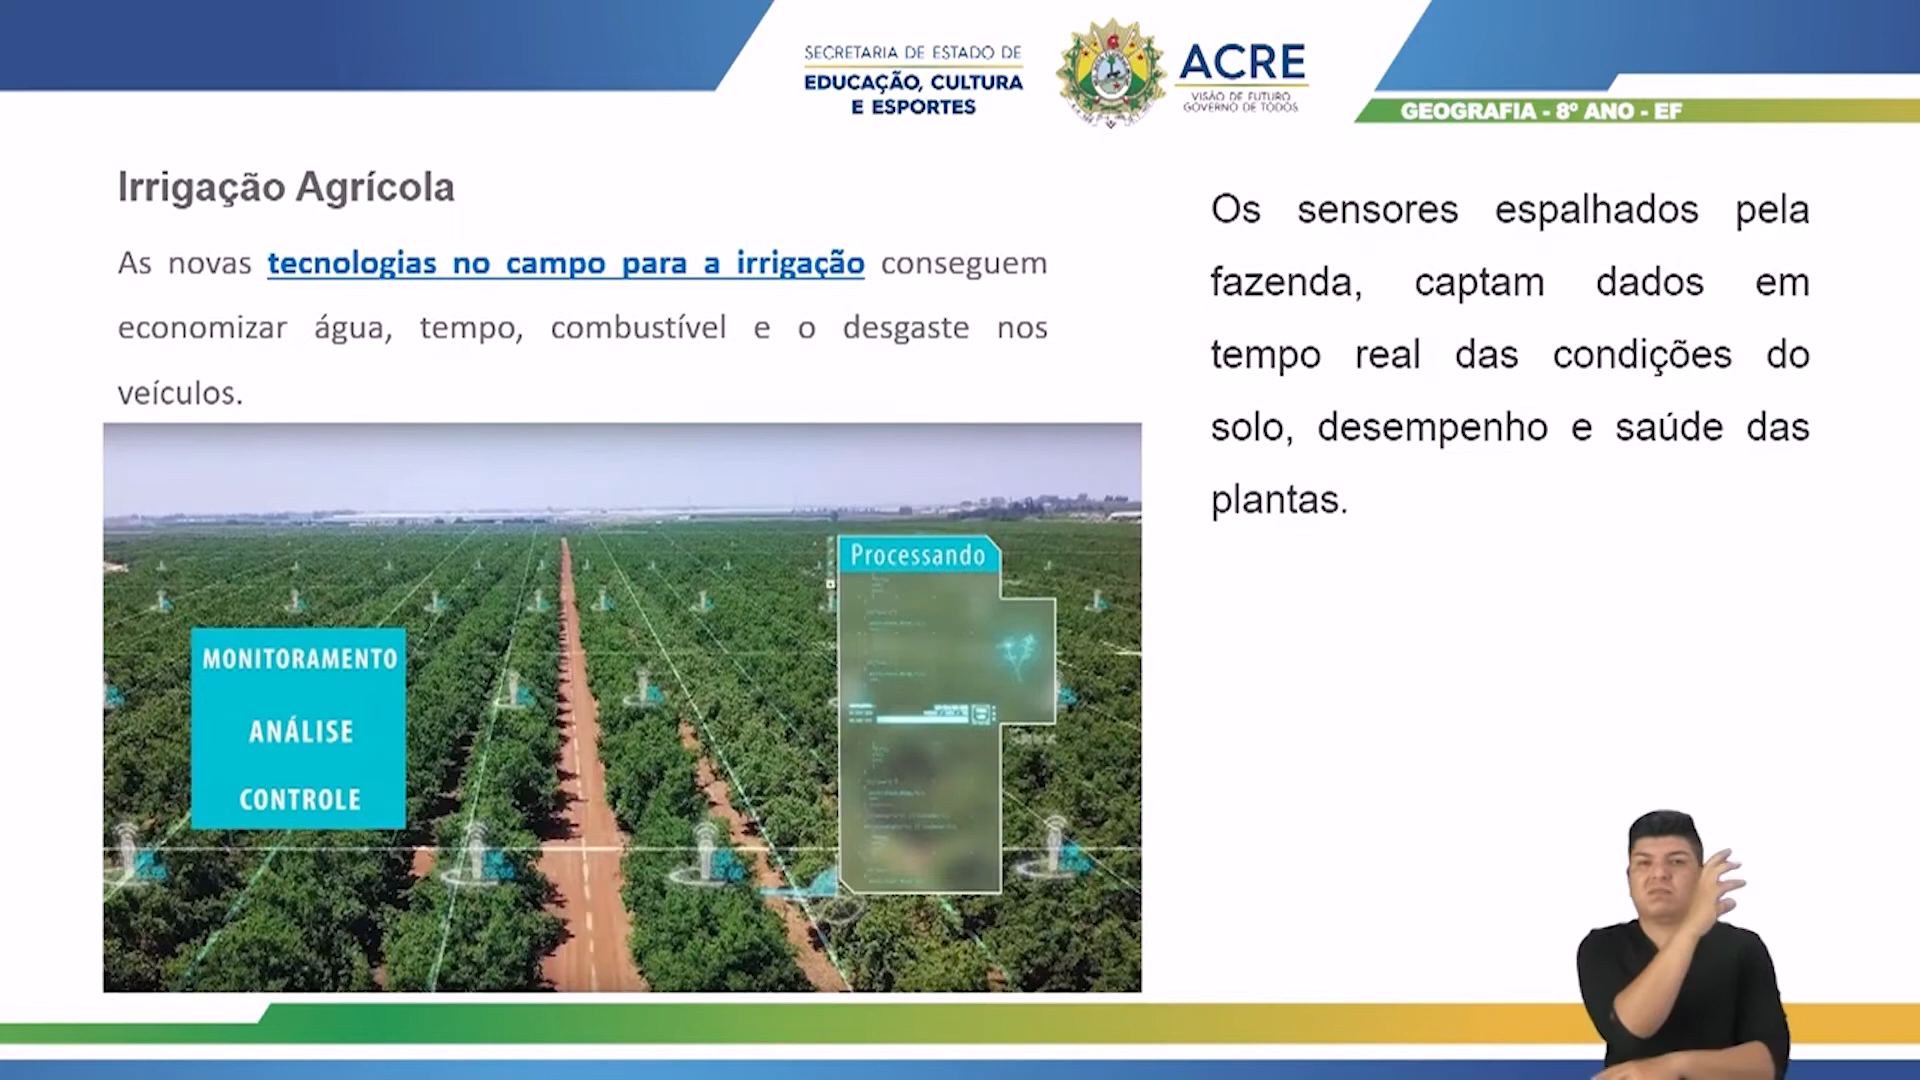 SECRETARIA DE ESTADO DE
EDUCAÇÃO, CULTURA
E ESPORTES
ACRE
VISÃO DE FUTURO
GOVERNO DE TODOS
GEOGRAFIA - 8º ANO - EF
Irrigação Agrícola
As novas tecnologias no campo para a irrigação conseguem
economizar água, tempo, combustível e o desgaste nos
veículos.
MONITORAMENTO
ANÁLISE
CONTROLE
Processando
Os sensores espalhados pela
fazenda, captam dados em
tempo real das condições do
solo, desempenho e saúde das
plantas.